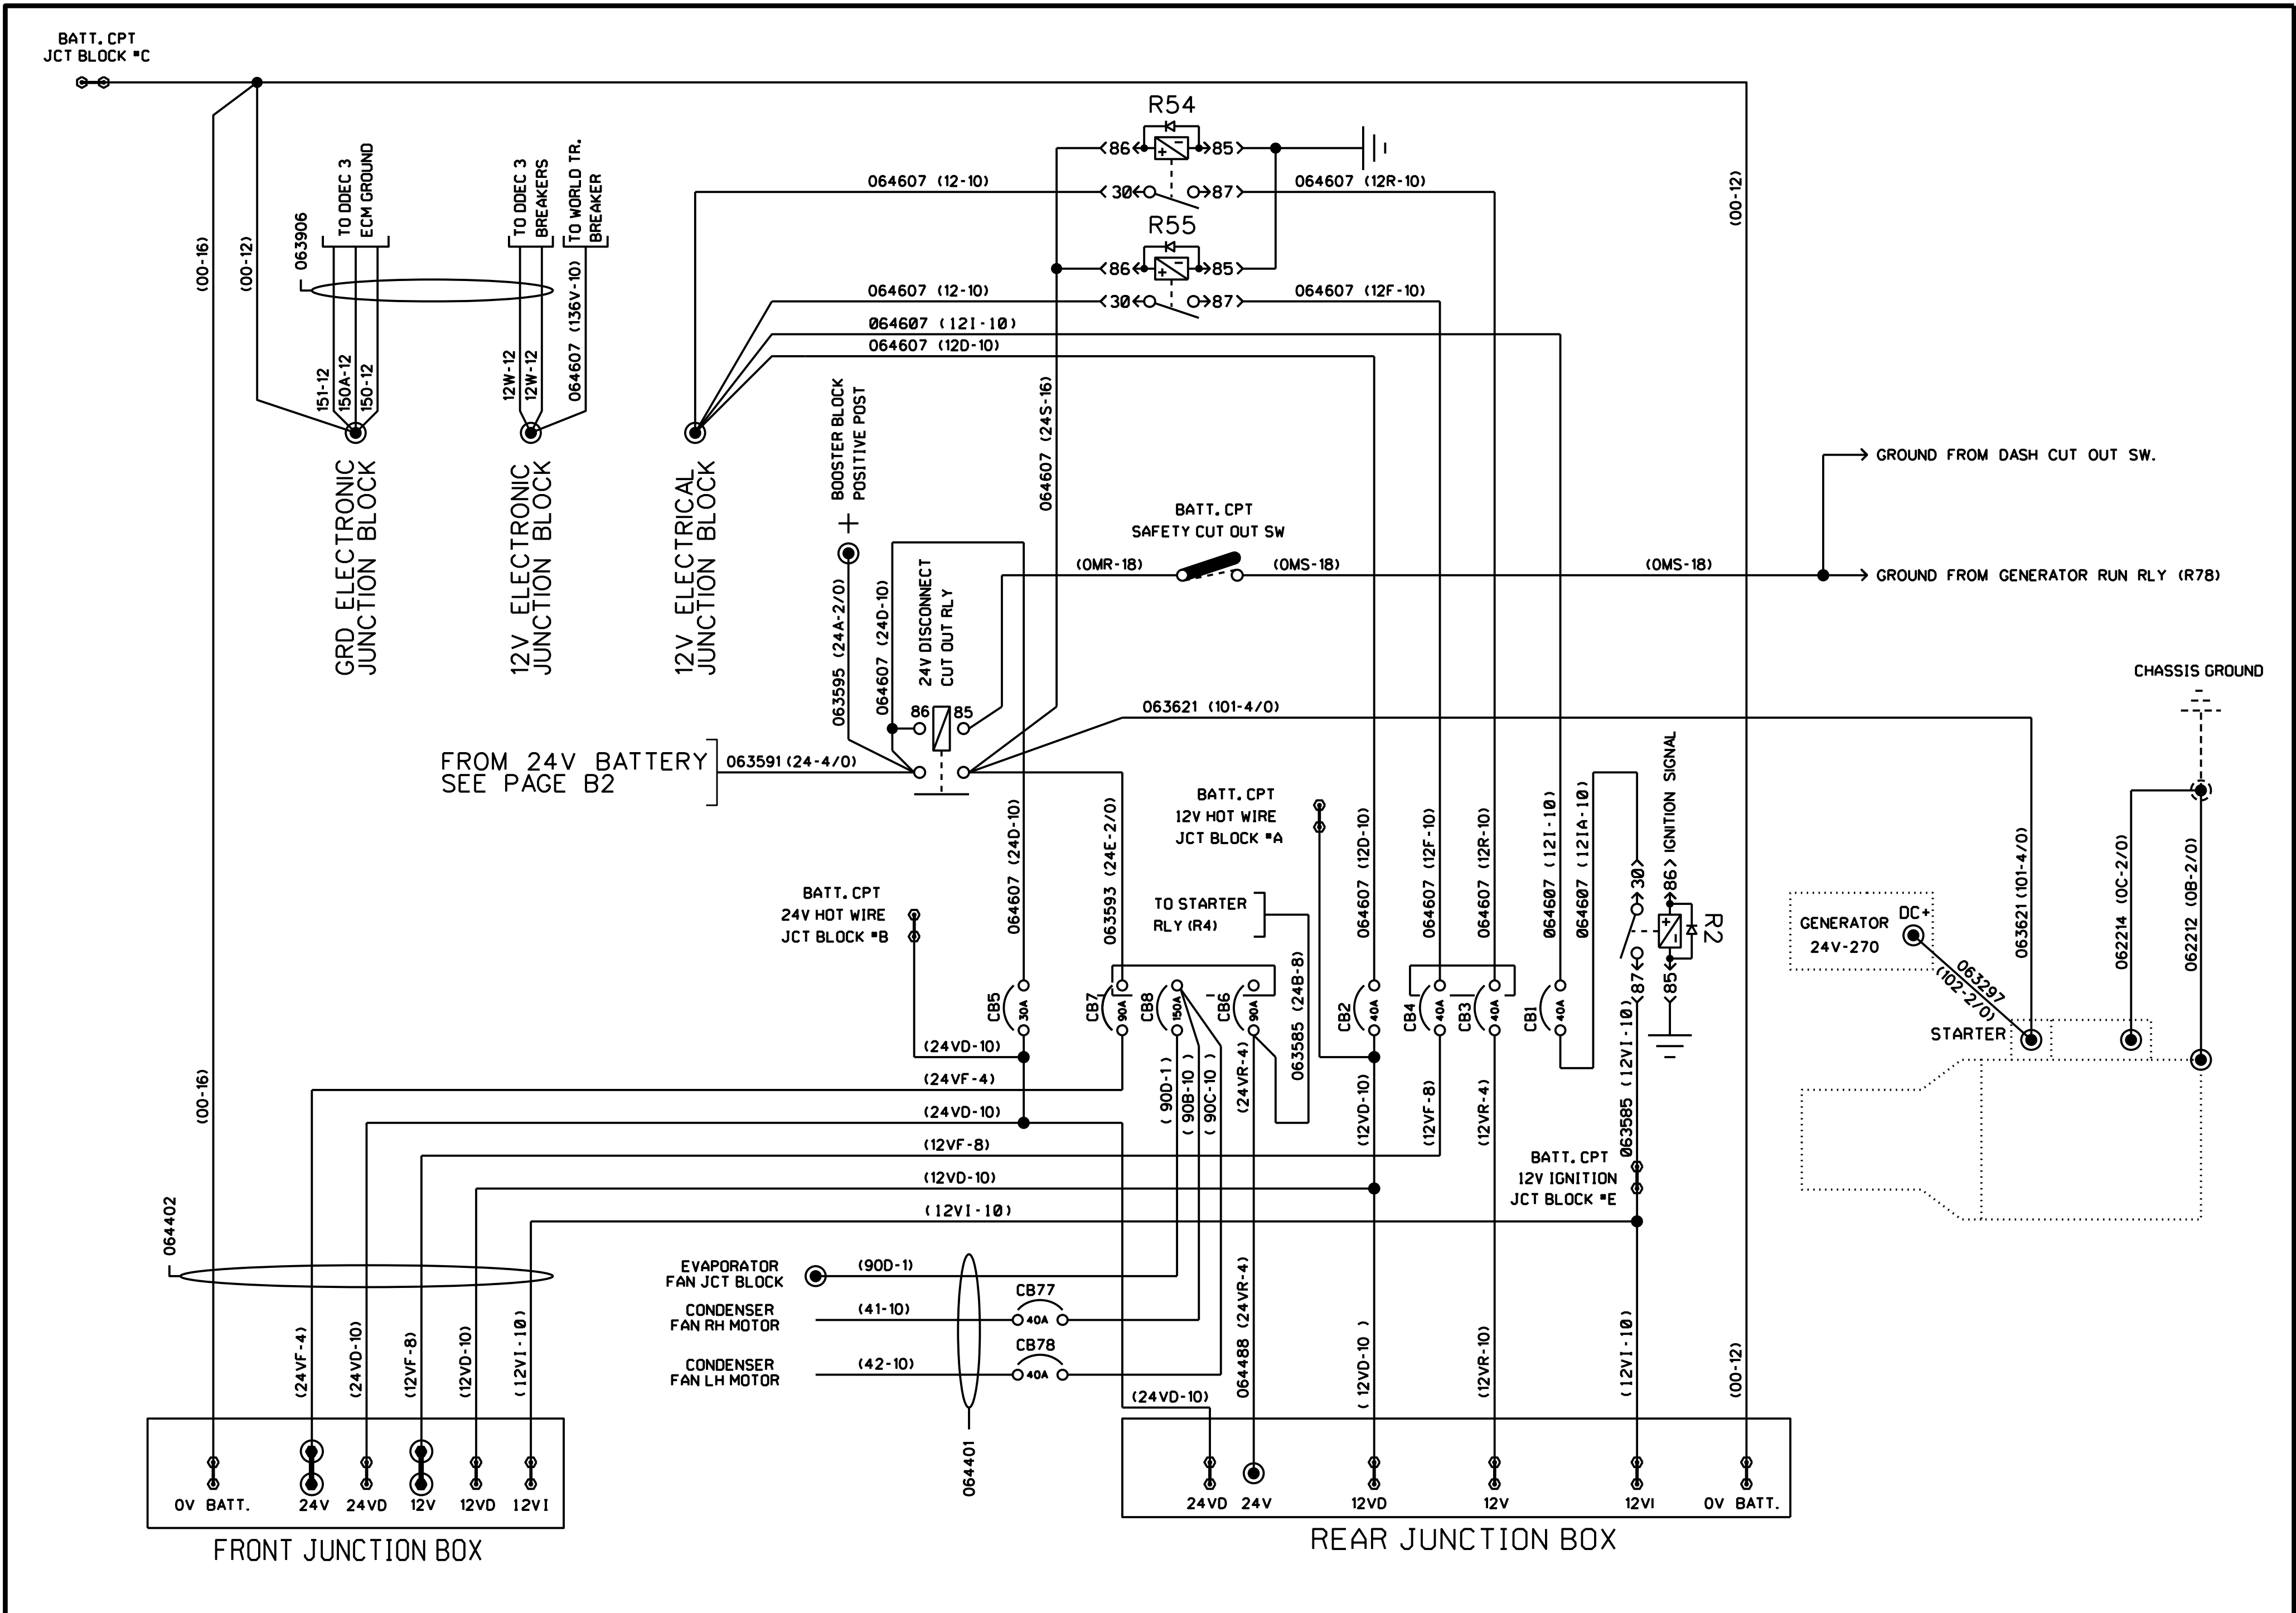 BATT. CPT
JCT BLOCK "C
R54
86
85
TO DDEC 3
ECM GROUND
TO DDEC 3
BREAKERS
TO WORLD TR.
BREAKER
064607 (12-10)
30
87
064607 (12R-10)
(00-12)
063906
(00-16)
(00-12)
R55
86
85
064607 (136V-10)
064607 (12-10)
30
87
064607 (12F-10)
064607 (12I-10)
064607 (12D-10)
151-12
150A-12
150-12
12W-12
12W-12
BOOSTER BLOCK
POSITIVE POST
+
064607 (24S-16)
GRD ELECTRONIC
JUNCTION BLOCK
12V ELECTRONIC
JUNCTION BLOCK
12V ELECTRICAL
JUNCTION BLOCK
GROUND FROM DASH CUT OUT SW.
BATT. CPT
SAFETY CUT OUT SW
(0MR-18)
(0MS-18)
(0MS-18)
GROUND FROM GENERATOR RUN RLY (R78)
063595 (24A-2/0)
064607 (24D-10)
24V DISCONNECT
CUT OUT RLY
86
85
CHASSIS GROUND
063621 (101-4/0)
FROM 24V BATTERY
SEE PAGE B2
063591 (24-4/0)
BATT. CPT
12V HOT WIRE
JCT BLOCK "A
064607 (24D-10)
063593 (24E-2/0)
064607 (12D-10)
064607 (12F-10)
064607 (12R-10)
064607 (12I-10)
064607 (12IA-10)
IGNITION SIGNAL
30
86
R2
87
85
063621 (101-4/0)
062214 (0C-2/0)
062212 (0B-2/0)
BATT. CPT
24V HOT WIRE
JCT BLOCK "B
TO STARTER
RLY (R4)
GENERATOR
24V-270
DC+
063297
(102-2/0)
STARTER
CB5
30A
CB7
90A
CB8
150A
CB6
90A
063585 (24B-8)
CB2
40A
CB4
40A
CB3
40A
CB1
40A
(24VD-10)
(24VF-4)
(24VD-10)
(12VF-8)
(12VD-10)
(12VI-10)
(90D-1)
(90B-10)
(90C-10)
(24VR-4)
(12VD-10)
(12VF-8)
(12VR-4)
063585 (12VI-10)
(00-16)
BATT. CPT
12V IGNITION
JCT BLOCK "E
064402
EVAPORATOR
FAN JCT BLOCK
(90D-1)
CONDENSER
FAN RH MOTOR
(41-10)
CB77
40A
CONDENSER
FAN LH MOTOR
(42-10)
CB78
40A
064401
(24VF-4)
(24VD-10)
(12VF-8)
(12VD-10)
(12VI-10)
(24VD-10)
064488 (24VR-4)
(12VD-10)
(12VR-10)
(12VI-10)
(00-12)
0V BATT.
24V
24VD
12V
12VD
12VI
FRONT JUNCTION BOX
24VD
24V
12VD
12V
12VI
0V BATT.
REAR JUNCTION BOX